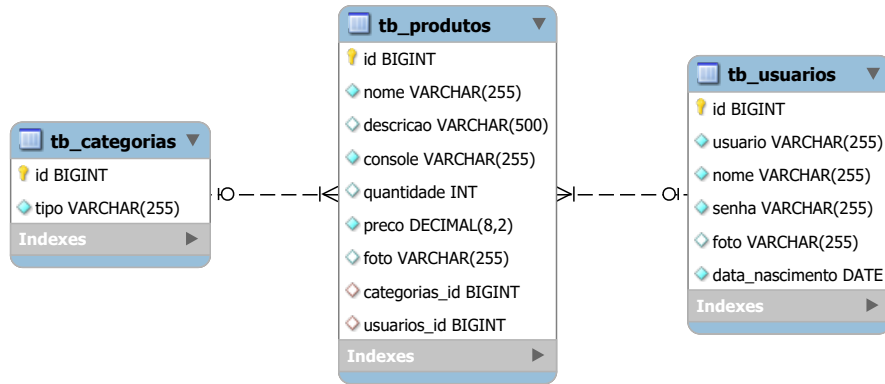 tb_categorias
id BIGINT
tipo VARCHAR(255)
Indexes
tb_produtos
id BIGINT
nome VARCHAR(255)
descricao VARCHAR(500)
console VARCHAR(255)
quantidade INT
preco DECIMAL(8,2)
foto VARCHAR(255)
categorias_id BIGINT
usuarios_id BIGINT
Indexes
tb_usuarios
id BIGINT
usuario VARCHAR(255)
nome VARCHAR(255)
senha VARCHAR(255)
foto VARCHAR(255)
data_nascimento DATE
Indexes